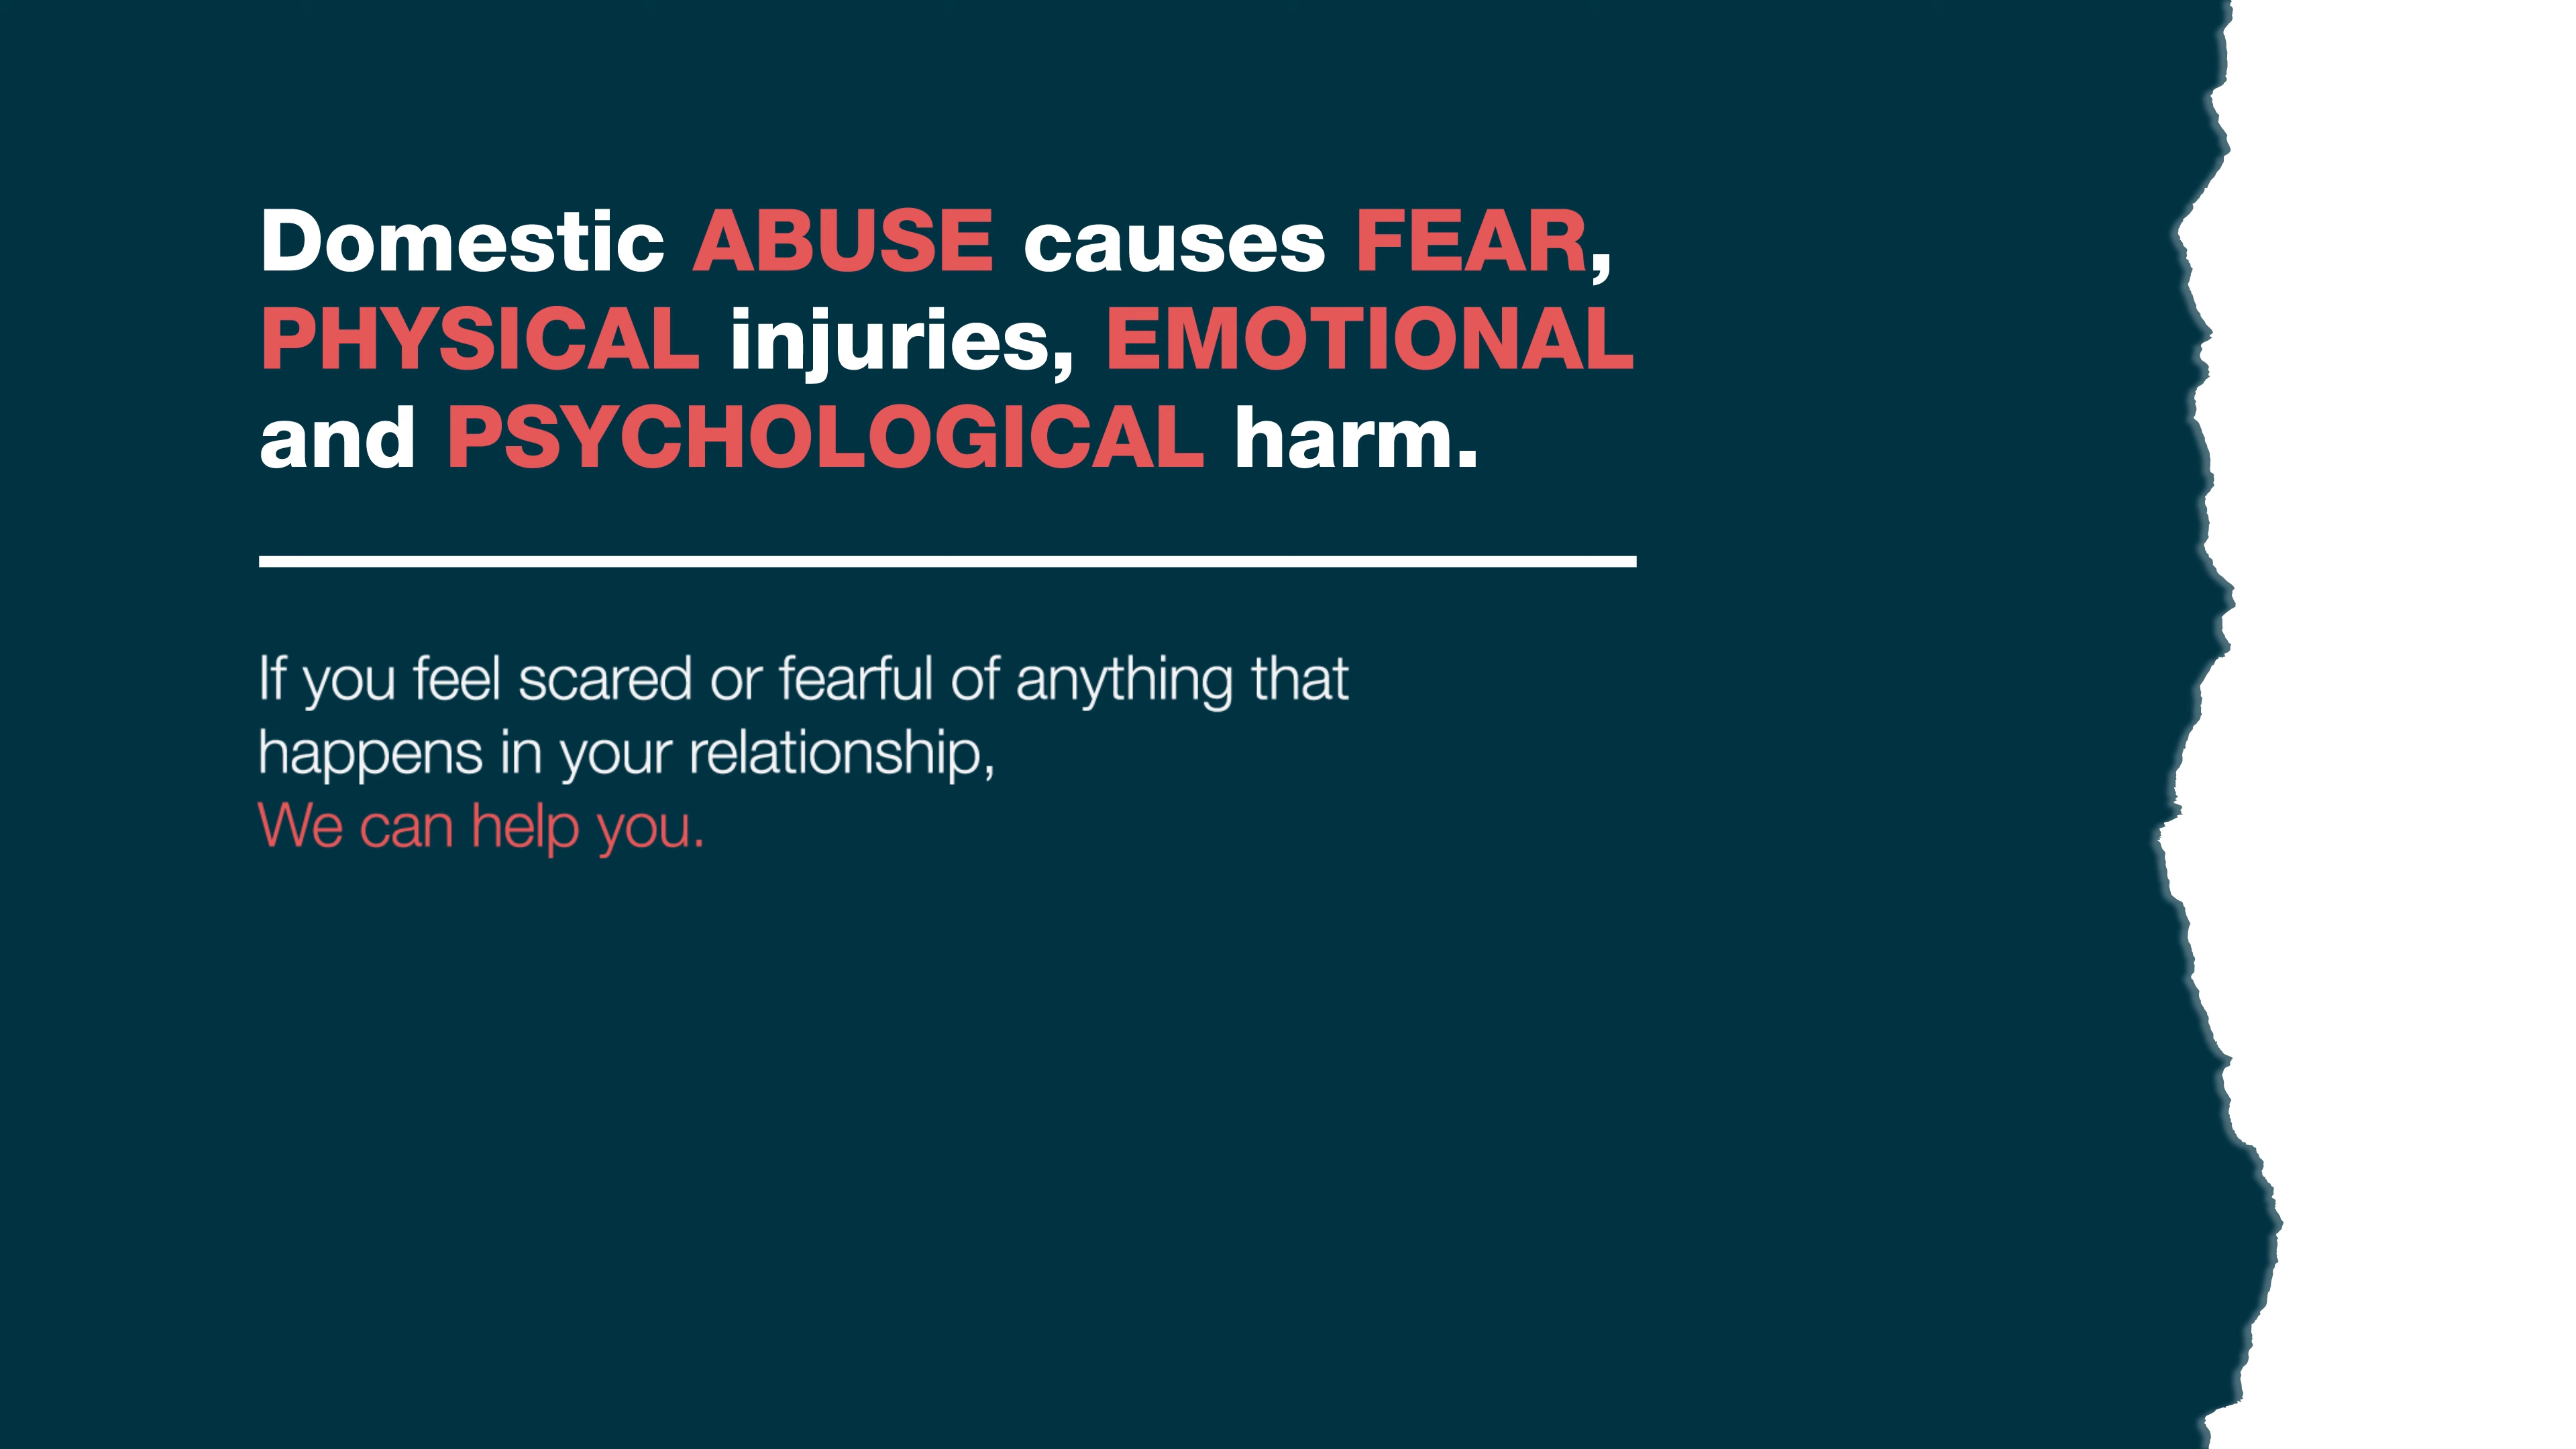 Domestic ABUSE causes FEAR,
PHYSICAL injuries, EMOTIONAL
and PSYCHOLOGICAL harm.
If you feel scared or fearful of anything that
happens in your relationship,
We can help you.